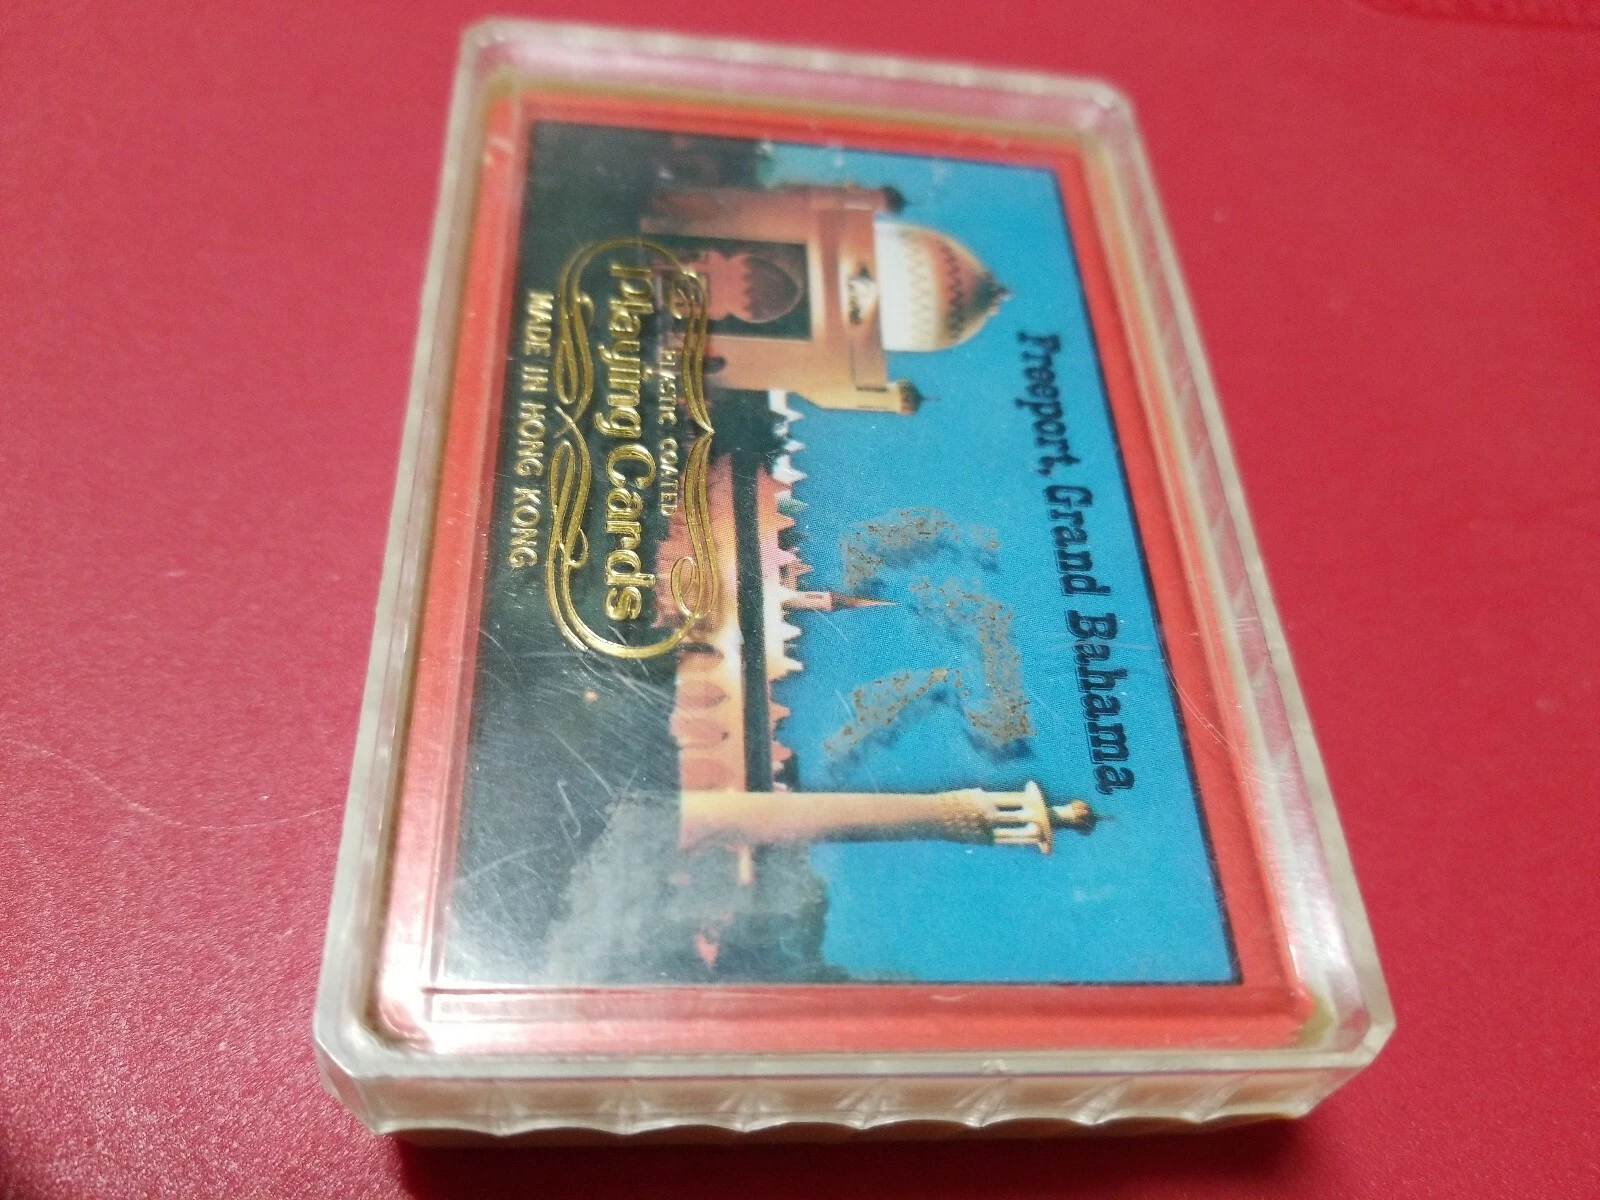 Freeport, Grand Bahama
PLASTIC COATED
Playing Cards
MADE IN HONG KONG